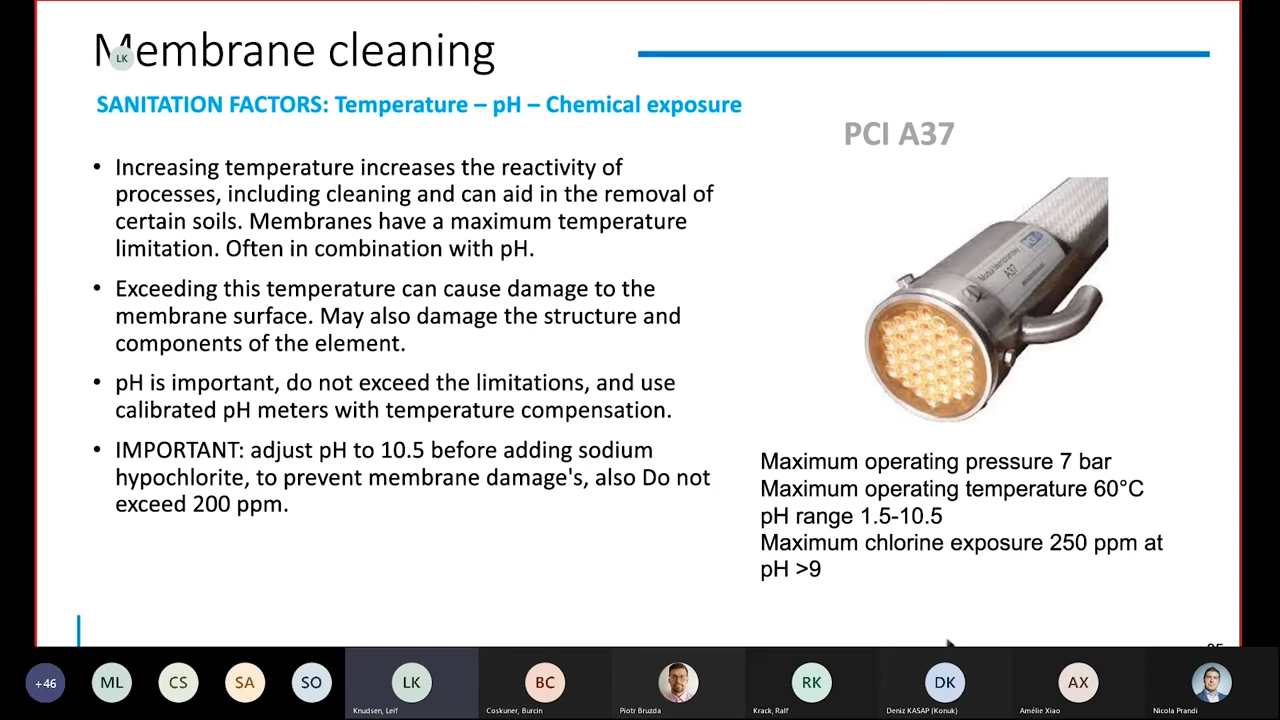 Membrane cleaning
LK
SANITATION FACTORS: Temperature – pH – Chemical exposure
PCI A37
• Increasing temperature increases the reactivity of
processes, including cleaning and can aid in the removal of
certain soils. Membranes have a maximum temperature
limitation. Often in combination with pH.
• Exceeding this temperature can cause damage to the
membrane surface. May also damage the structure and
components of the element.
• pH is important, do not exceed the limitations, and use
calibrated pH meters with temperature compensation.
• IMPORTANT: adjust pH to 10.5 before adding sodium
hypochlorite, to prevent membrane damage's, also Do not
exceed 200 ppm.
A37
Maximum operating pressure 7 bar
Maximum operating temperature 60°C
pH range 1.5-10.5
Maximum chlorine exposure 250 ppm at
pH >9
+46
ML
CS
SA
SO
LK
BC
RK
DK
AX
Knudsen, Leif
Coskuner, Burcin
Piotr Bruzda
Krack, Ralf
Deniz KASAP (Konuk)
Amélie Xiao
Nicola Prandi